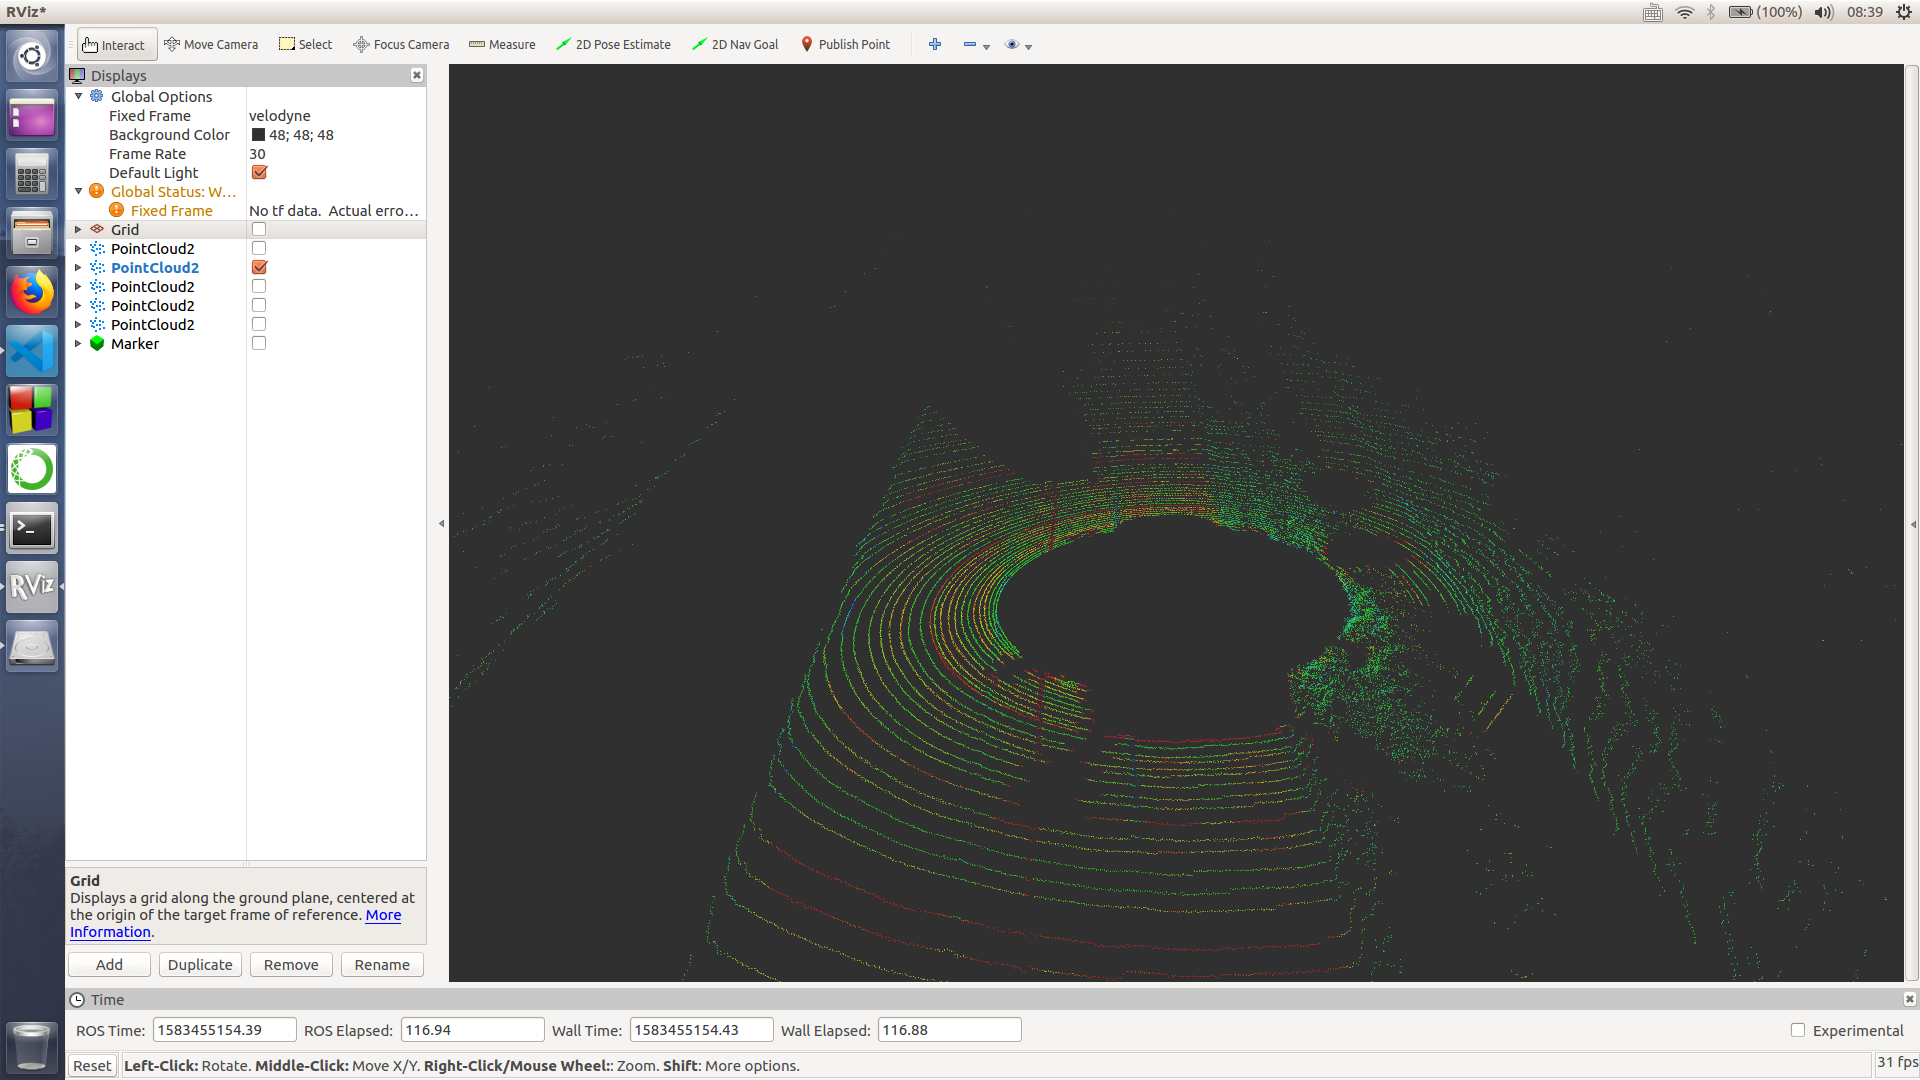 RViz*
(100%) 08:39
Interact Move Camera Select Focus Camera Measure 2D Pose Estimate 2D Nav Goal Publish Point
Displays
Global Options
Fixed Frame velodyne
Background Color 48; 48; 48
Frame Rate 30
Default Light
Global Status: W...
Fixed Frame No tf data. Actual erro...
Grid
PointCloud2
PointCloud2
PointCloud2
PointCloud2
PointCloud2
Marker
RViz
Grid
Displays a grid along the ground plane, centered at
the origin of the target frame of reference. More
Information.
Add Duplicate Remove Rename
Time
ROS Time: 1583455154.39 ROS Elapsed: 116.94 Wall Time: 1583455154.43 Wall Elapsed: 116.88 Experimental
Reset Left-Click: Rotate. Middle-Click: Move X/Y. Right-Click/Mouse Wheel:: Zoom. Shift: More options. 31 fps